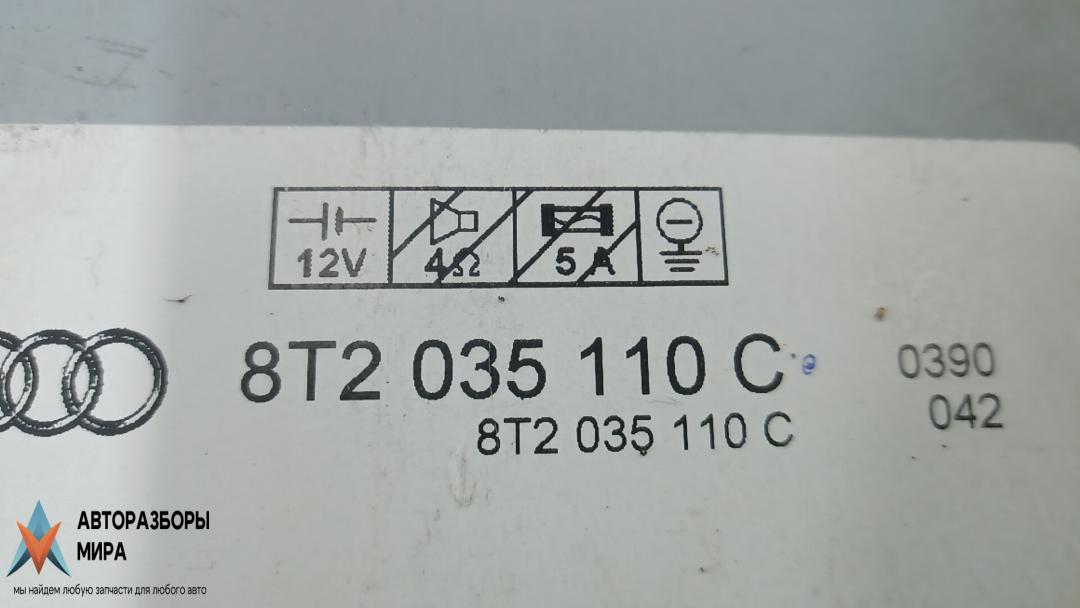 12V 4Ω 5 A
8T2 035 110 C 0390
8T2 035 110 C 042
АВТОРАЗБОРЫ
МИРА
мы найдем любую запчасти для любого авто